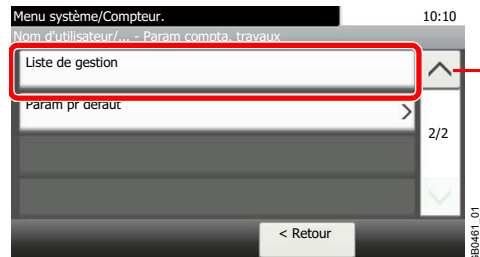 Menu système/Compteur.
10:10
Nom d'utilisateur/... - Param compta. travaux
Liste de gestion
Param pr défaut
2/2
< Retour
GB0461_01